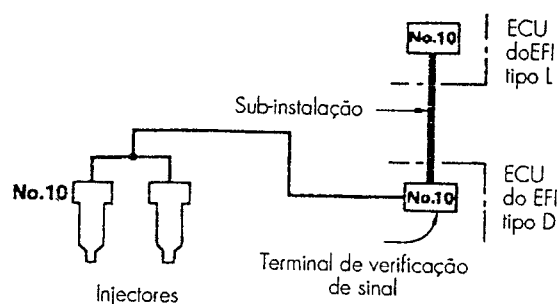 No.10
ECU
doEFI
tipo L
Sub-instalação
No.10
No.10
ECU
do EFI
tipo D
Terminal de verificação
de sinal
Injectores